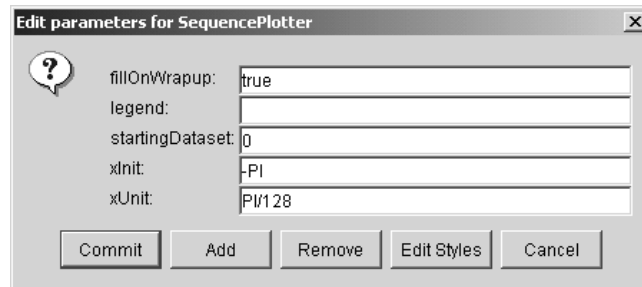 Edit parameters for SequencePlotter
fillOnWrapup: true
legend:
startingDataset: 0
xInit: -PI
xUnit: PI/128
Commit Add Remove Edit Styles Cancel